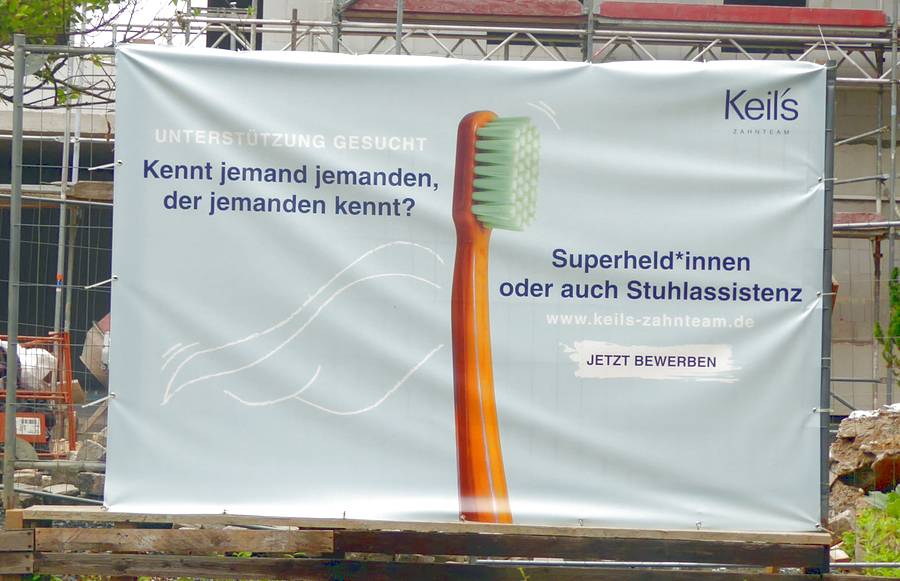 Keil's
ZAHNTEAM
UNTERSTÜTZUNG GESUCHT
Kennt jemand jemanden,
der jemanden kennt?
Superheld*innen
oder auch Stuhlassistenz
www.keils-zahnteam.de
JETZT BEWERBEN